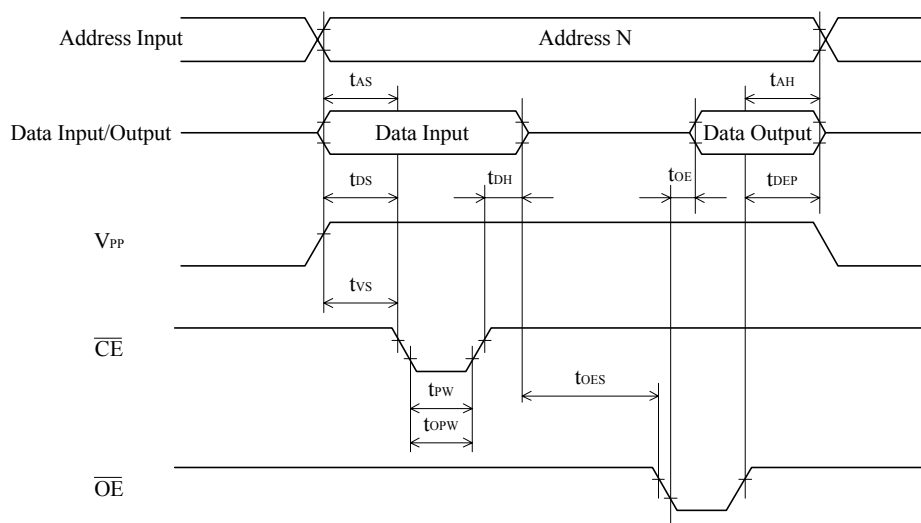 Address Input
Address N
tAS
tAH
Data Input/Output
Data Input
Data Output
tDS
tDH
tOE
tDEP
VPP
tVS
CE
tPW
tOES
tOPW
OE